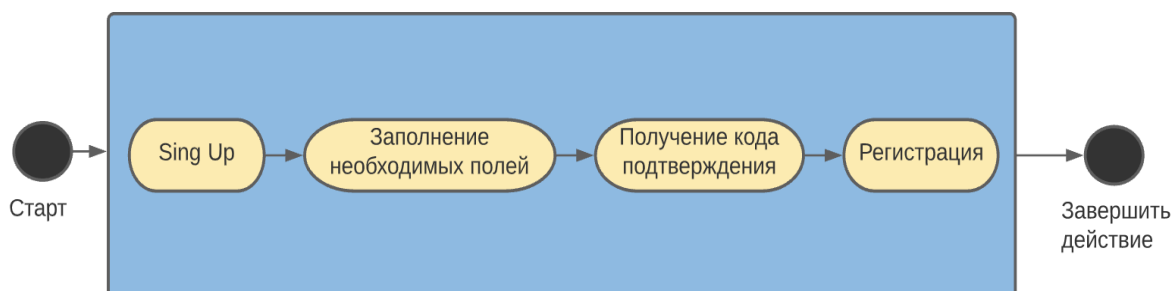 Старт
Sing Up
Заполнение
необходимых полей
Получение кода
подтверждения
Регистрация
Завершить
действие